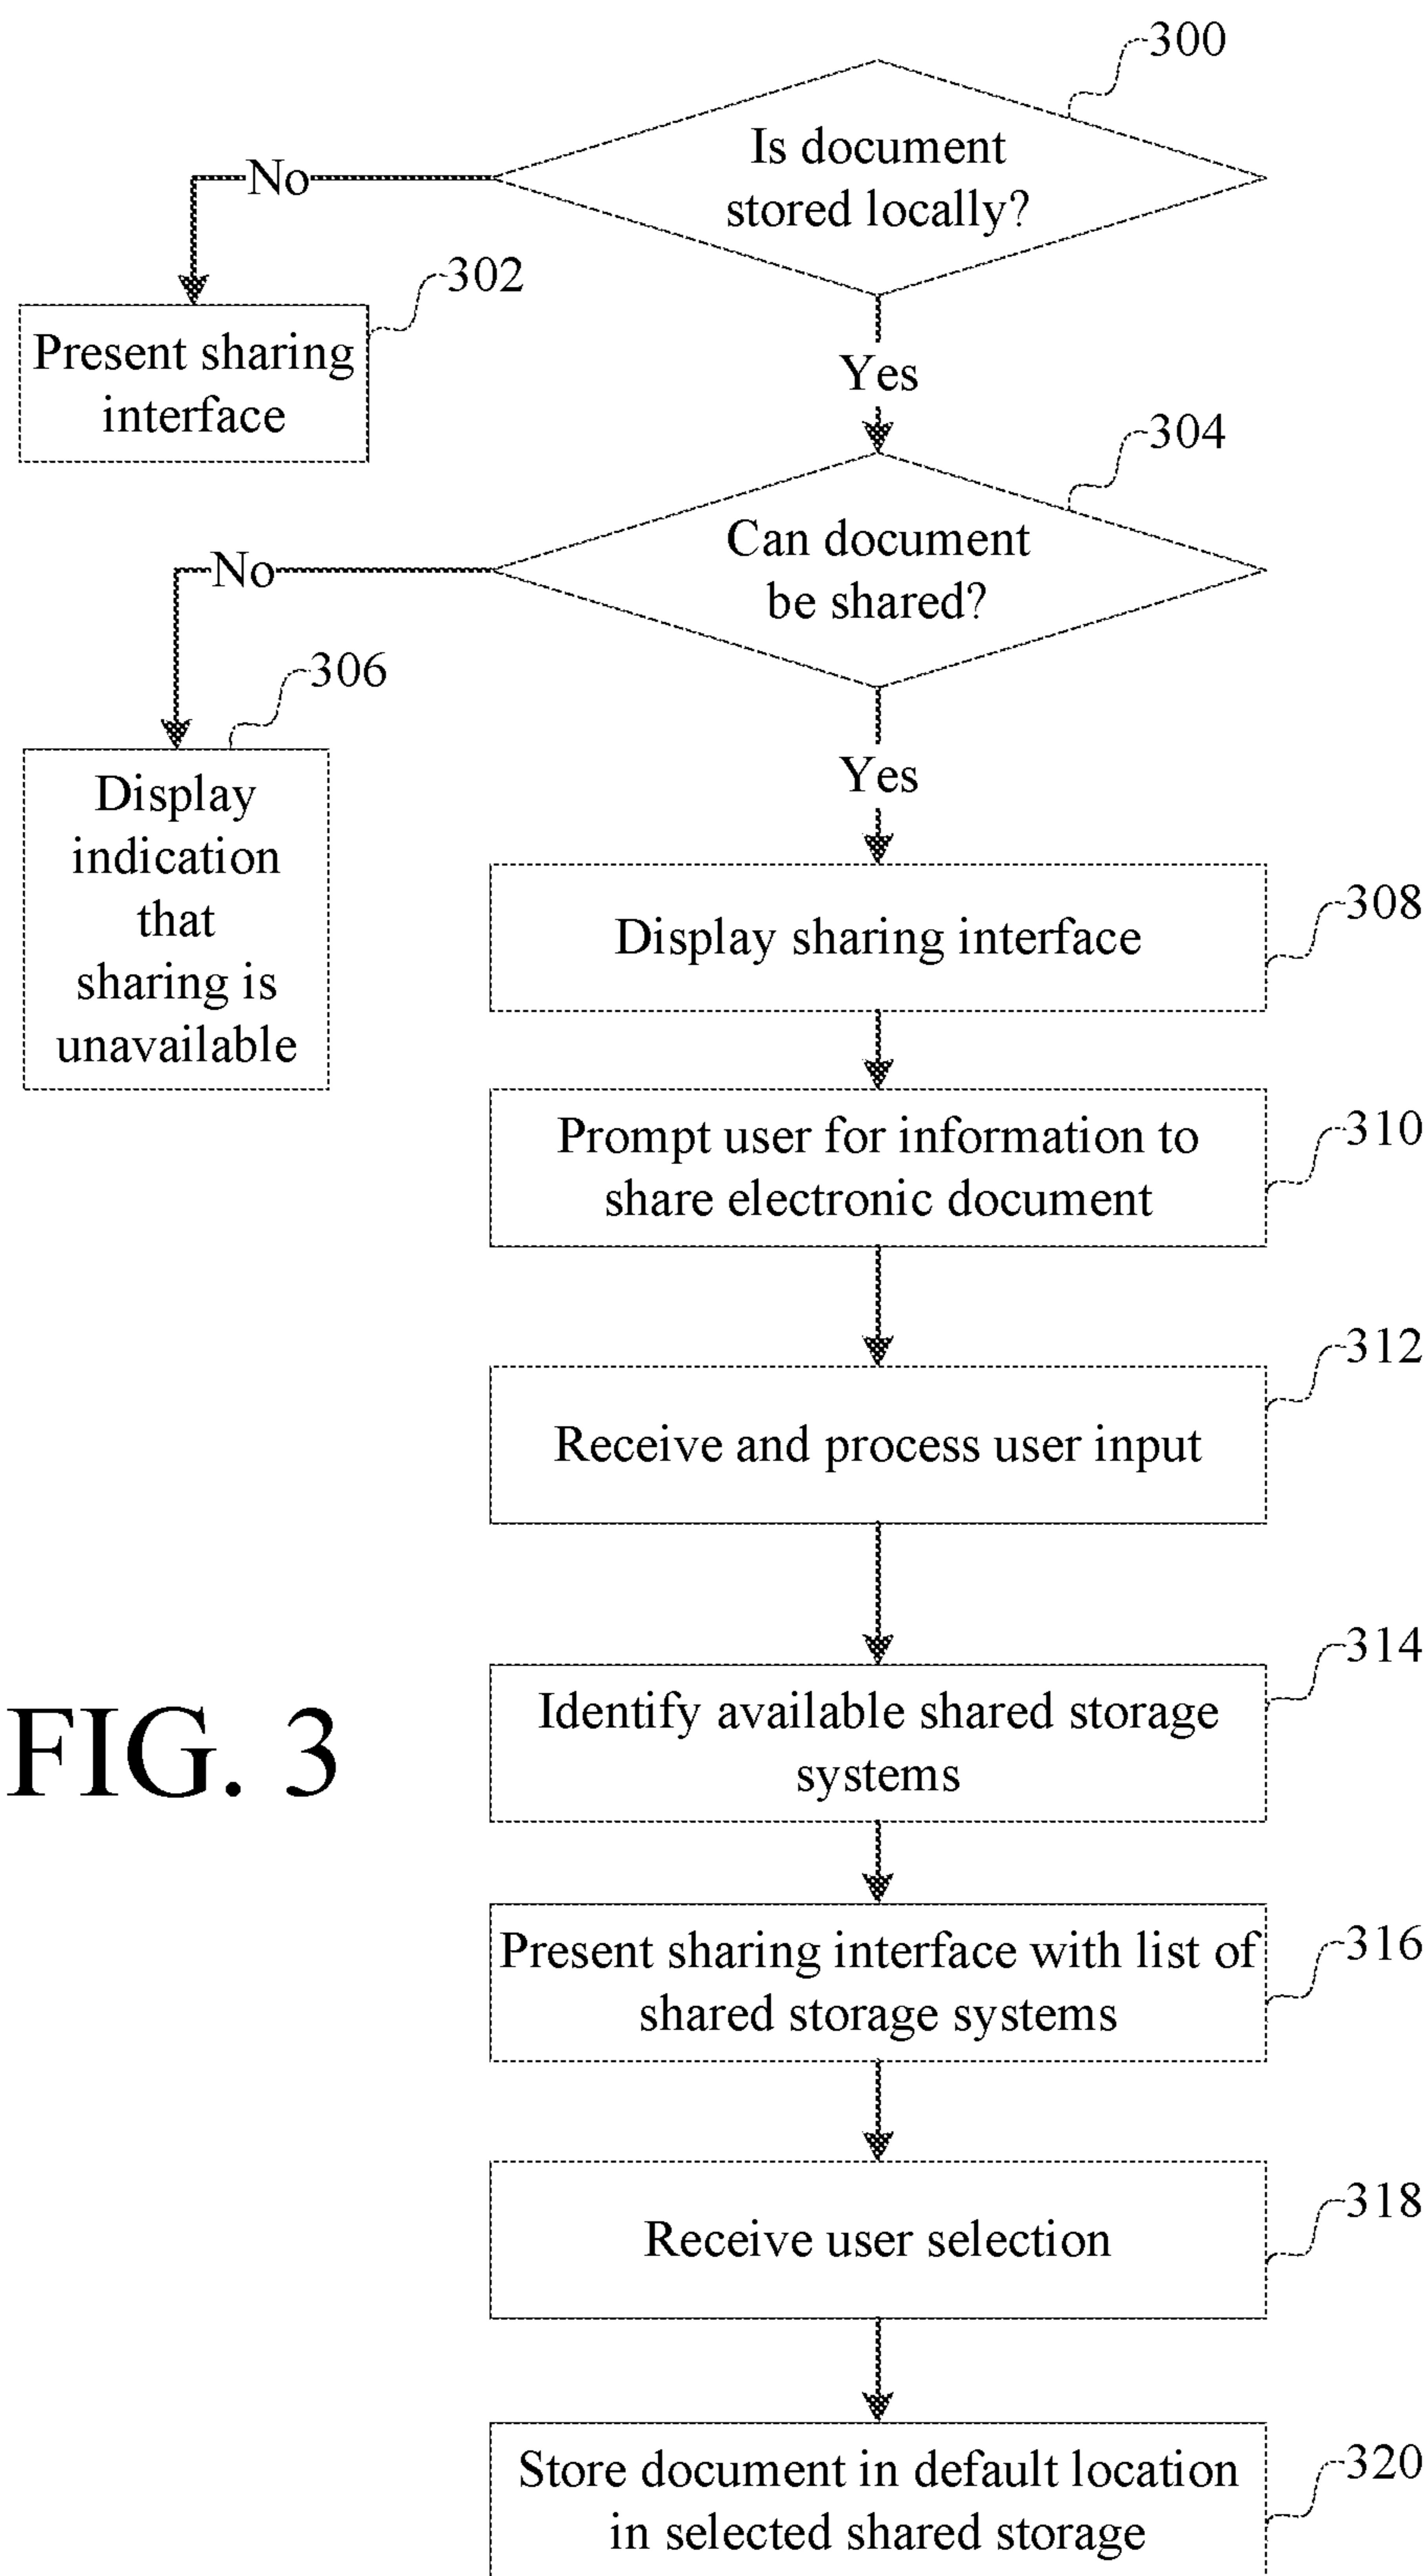 300
Is document
stored locally?
No
302
Present sharing
interface
Yes
304
Can document
be shared?
No
306
Display
indication
that
sharing is
unavailable
Yes
308
Display sharing interface
310
Prompt user for information to
share electronic document
312
Receive and process user input
314
Identify available shared storage
systems
FIG. 3
316
Present sharing interface with list of
shared storage systems
318
Receive user selection
320
Store document in default location
in selected shared storage